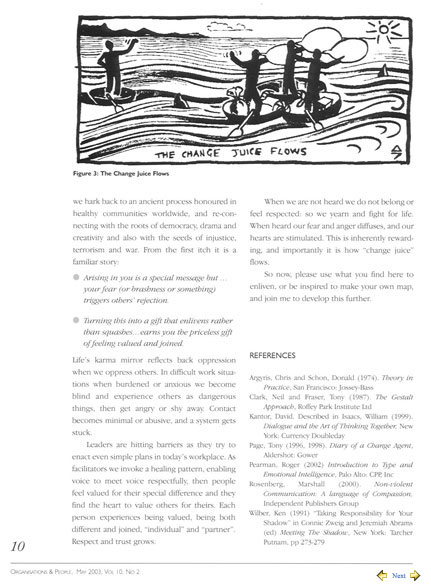 THE CHANGE JUICE FLOWS
Figure 3: The Change Juice Flows
we hark back to an ancient process honoured in
healthy communities worldwide, and re-con-
necting with the roots of democracy, drama and
creativity and also with the seeds of injustice,
terrorism and war. From the first itch it is a
familiar story:
Arising in you is a special message but ...
your fear (or brashness or something)
triggers others' rejection.
Turning this into a gift that enlivens rather
than squashes...earns you the priceless gift
of feeling valued and joined.
Life's karma mirror reflects back oppression
when we oppress others. In difficult work situa-
tions when burdened or anxious we become
blind and experience others as dangerous
things, then get angry or shy away. Contact
becomes minimal or abusive, and a system gets
stuck.
Leaders are hitting barriers as they try to
enact even simple plans in today's workplace. As
facilitators we invoke a healing pattern, enabling
voice to meet voice respectfully, then people
feel valued for their special difference and they
find the heart to value others for theirs. Each
person experiences being valued, being both
different and joined, "individual" and "partner".
Respect and trust grows.
When we are not heard we do not belong or
feel respected: so we yearn and fight for life.
When heard our fear and anger diffuses, and our
hearts are stimulated. This is inherently reward-
ing, and importantly it is how "change juice"
flows.
So now, please use what you find here to
enliven, or be inspired to make your own map,
and join me to develop this further.
REFERENCES
Argyris, Chris and Schon, Donald (1974). Theory in
Practice, San Francisco: Jossey-Bass
Clark, Neil and Fraser, Tony (1987). The Gestalt
Approach, Roffey Park Institute Ltd
Kantor, David. Described in Isaacs, William (1999).
Dialogue and the Art of Thinking Together, New
York: Currency Doubleday
Page, Tony (1996, 1998). Diary of a Change Agent,
Aldershot: Gower
Pearman, Roger (2002) Introduction to Type and
Emotional Intelligence, Palo Alto: CPP, Inc
Rosenberg, Marshall (2000). Non-violent
Communication: A language of Compassion,
Independent Publishers Group
Wilber, Ken (1991) "Taking Responsibility for Your
Shadow" in Connie Zweig and Jeremiah Abrams
(ed) Meeting The Shadow, New York: Tarcher
Putnam, pp 273-279
10
ORGANISATIONS & PEOPLE, MAY 2003, VOL 10. NO 2
Next